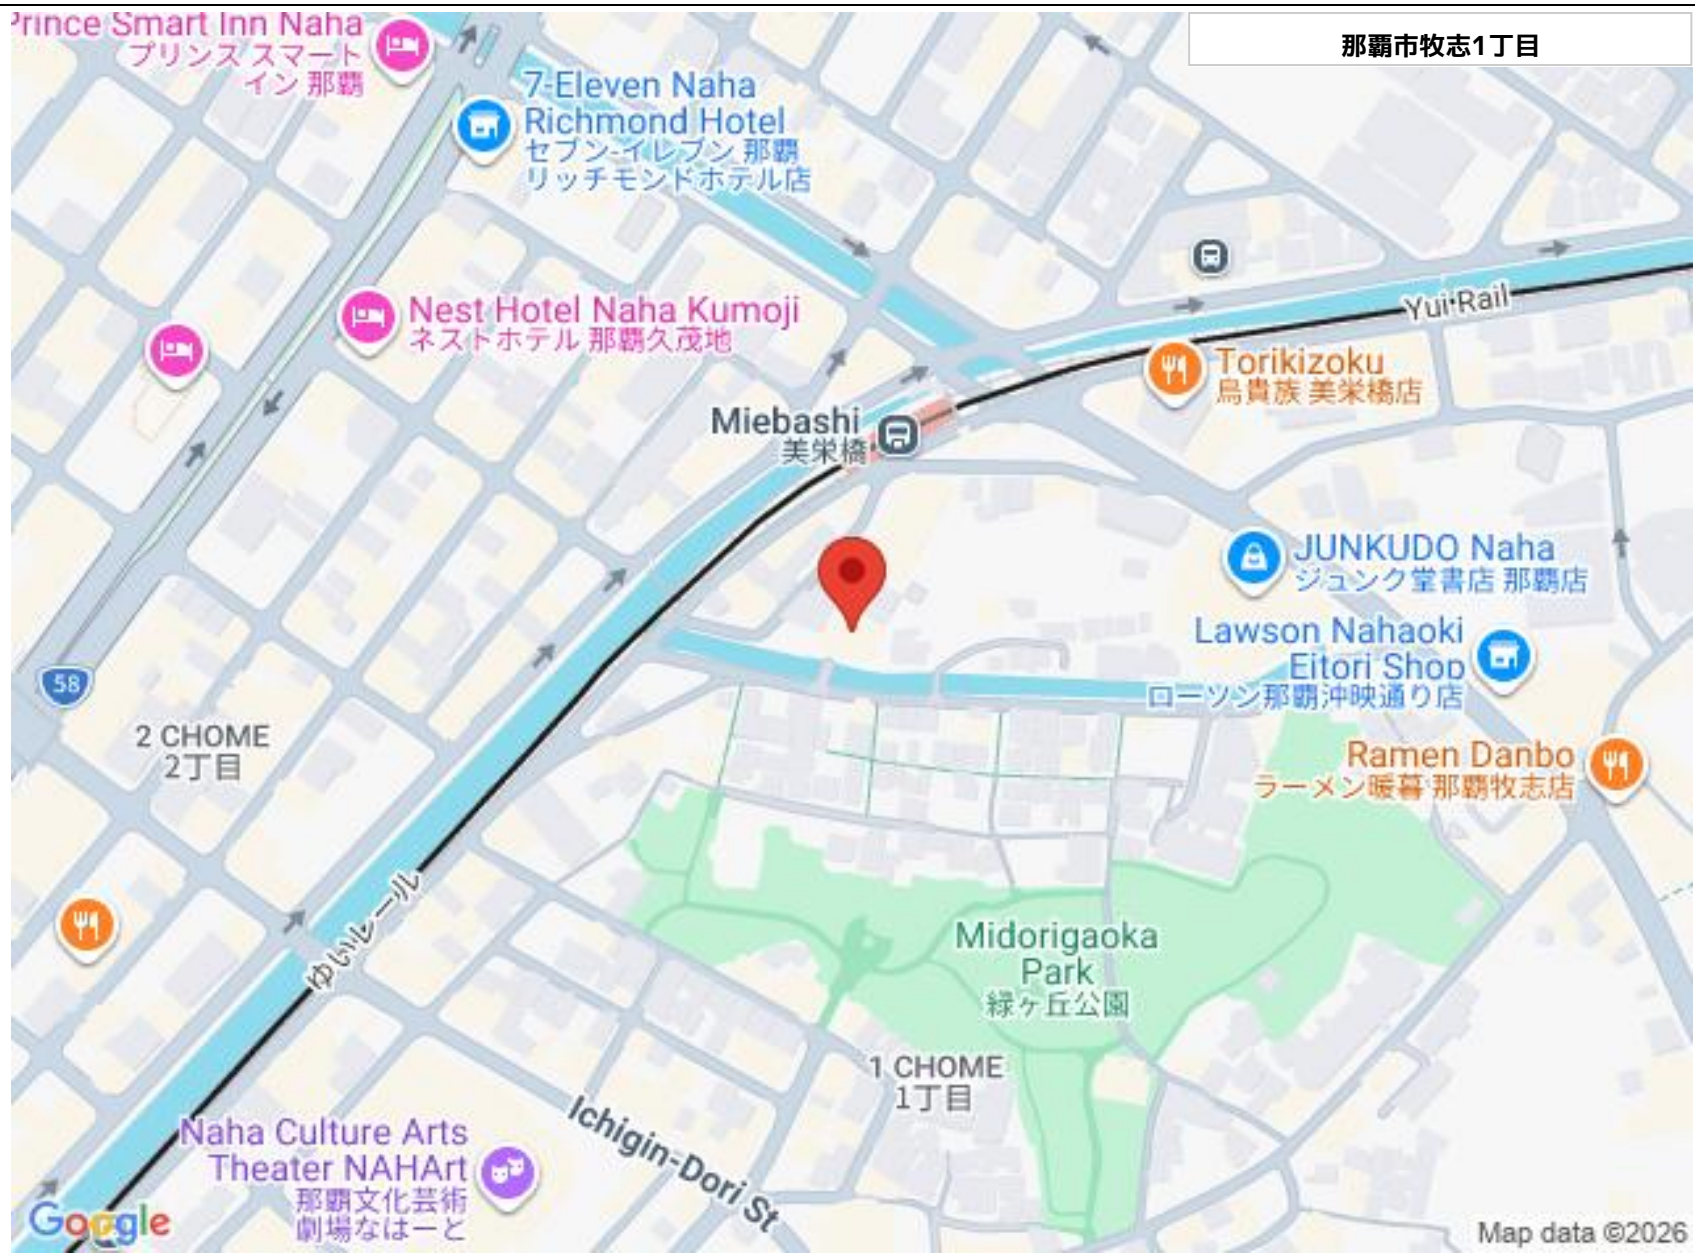 Prince Smart Inn Naha
プリンス スマート
イン 那覇
那覇市牧志1丁目
7-Eleven Naha
Richmond Hotel
セブン-イレブン 那覇
リッチモンドホテル店
Nest Hotel Naha Kumoji
ネストホテル 那覇久茂地
Yui Rail
Torikizoku
鳥貴族 美栄橋店
Miebashi
美栄橋
JUNKUDO Naha
ジュンク堂書店 那覇店
Lawson Nahaoki
Eitori Shop
ローソン那覇沖映通り店
58
2 CHOME
2丁目
Ramen Danbo
ラーメン暖暮 那覇牧志店
ゆいレール
Midorigaoka
Park
緑ヶ丘公園
1 CHOME
1丁目
Ichigin-Dori St
Naha Culture Arts
Theater NAHArt
那覇文化芸術
劇場なはーと
Google
Map data ©2026